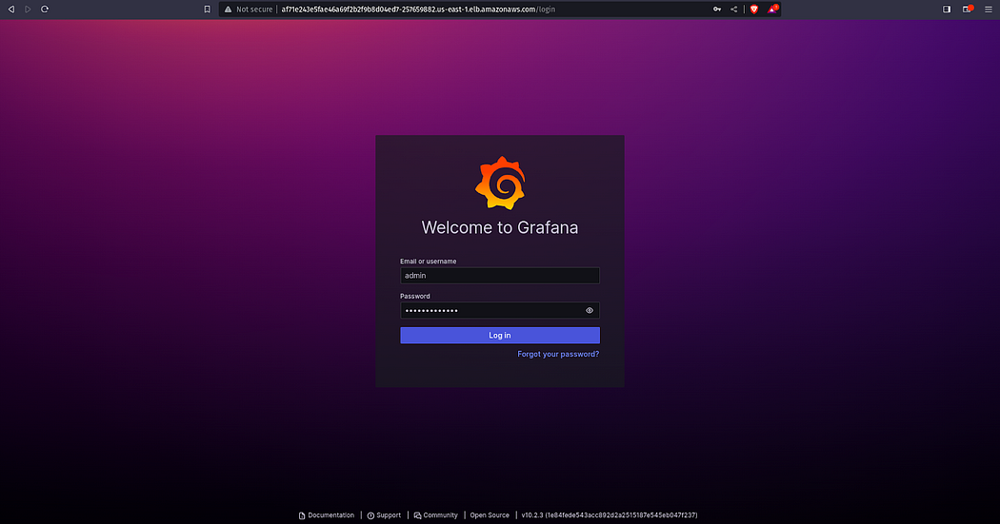 Not secure | af71e243e5fae46a69f2b2f9b8d04ed7-257659882.us-east-1.elb.amazonaws.com/login
Welcome to Grafana
Email or username
admin
Password
•••••••••••••
Log in
Forgot your password?
Documentation | Support | Community | Open Source | v10.2.3 (1e84fede543acc892d2a2515187e545eb047f237)